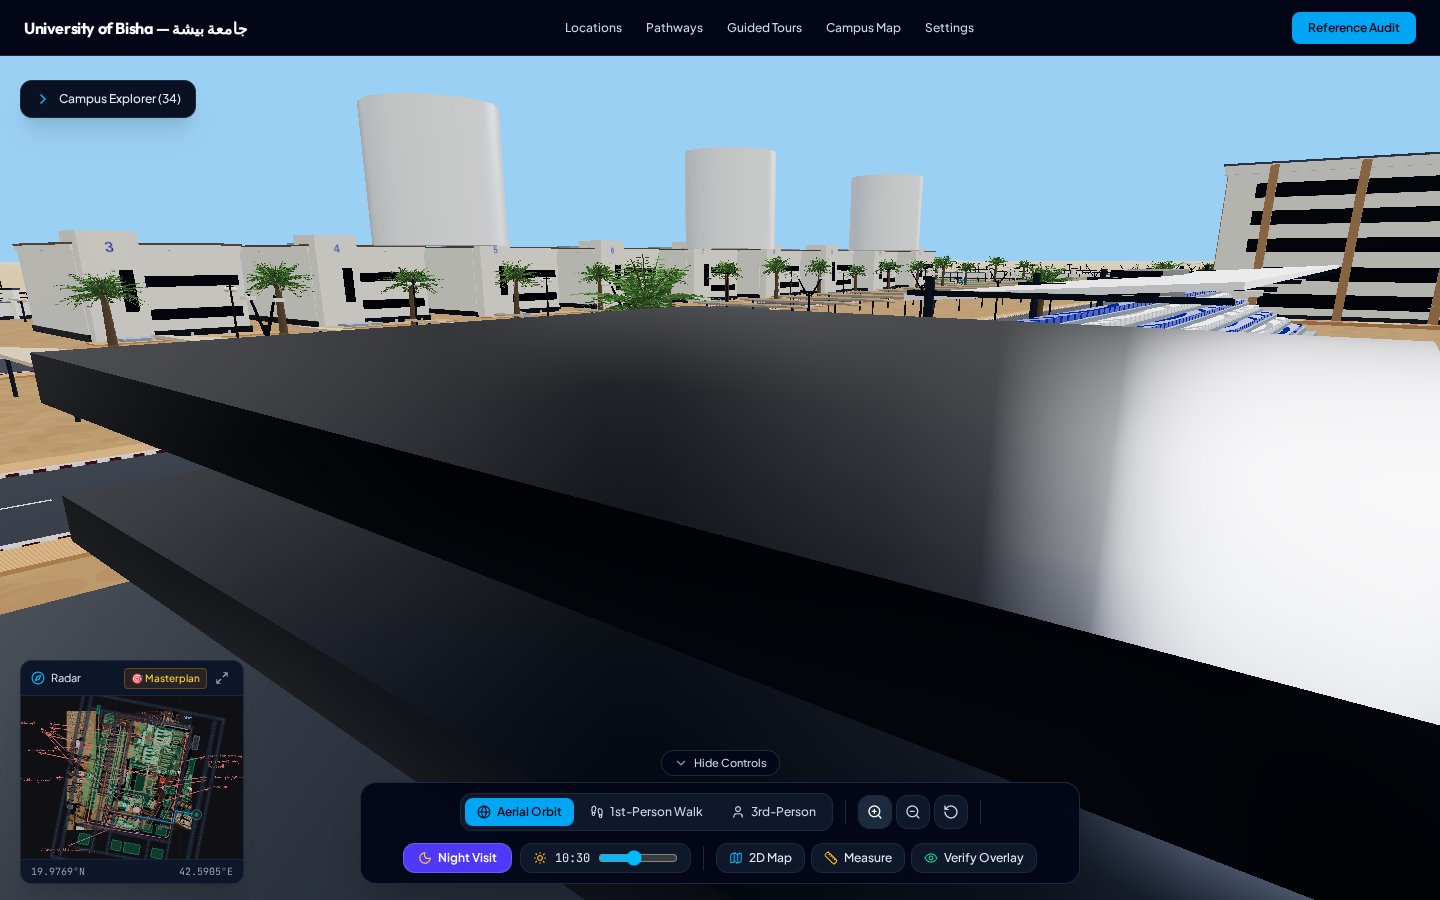 University of Bisha — جامعة بيشة
Locations
Pathways
Guided Tours
Campus Map
Settings
Reference Audit
Campus Explorer (34)
3
4
5
6
Radar
Masterplan
19.9769°N
42.5905°E
Hide Controls
Aerial Orbit
1st-Person Walk
3rd-Person
Night Visit
10:30
2D Map
Measure
Verify Overlay